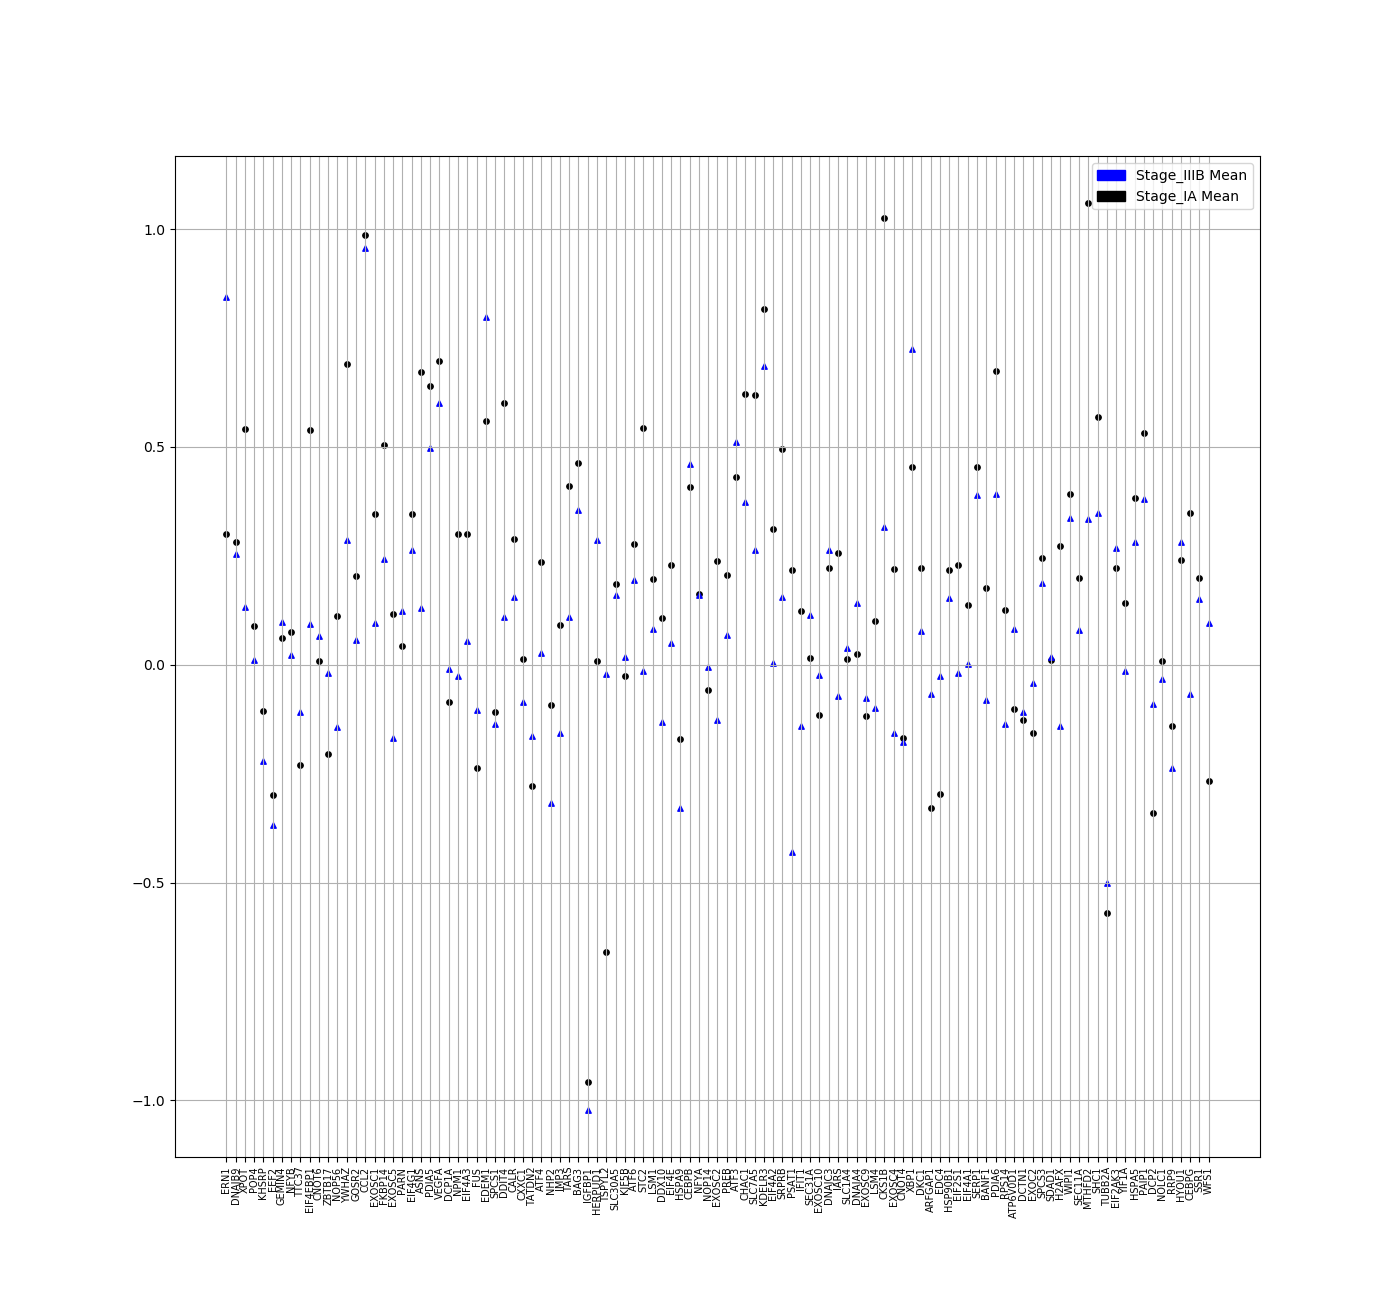 Stage_IIIB Mean
Stage_IA Mean
1.0
0.5
0.0
−0.5
−1.0
ERN1
DNAJB9
XPOT
POP4
KHSRP
EEF2
GEMIN4
NFYB
TTC37
EIF4EBP1
CNOT6
ZBTB17
NOP56
YWHAZ
GOSR2
CCL2
EXOSC1
FKBP14
EXOSC5
PARN
EIF4G1
ASNS
PDIA5
VEGFA
DCP1A
NPM1
EIF4A3
FUS
EDEM1
TPCS1
DDIT4
CALR
CXXC1
TATDN2
ATF4
NHP2
IMP3
TARS
BAG3
IGFBP1
HERPUD1
TSPYL2
SLC30A5
KIF5B
ATF6
STC2
LSM1
DDX10
EIF4E
HSPA9
CEBPB
NFYA
NOP14
EXOSC2
PREB
ATF3
CHAC1
SLC7A5
KDELR3
EIF4A2
SRPRB
PSAT1
IFIT1
SEC31A
EXOSC10
DNAJC3
IARS
SLC1A4
DNAJA4
EXOSC9
LSM4
CKS1B
EXOSC4
CNOT4
XBP1
DKC1
ARFGAP1
EDC4
HSP90B1
EIF2S1
EIF4A1
SERP1
BANF1
PDIA6
RPS14
ATP6V0D1
DCTN1
EXOC2
SPCS3
SDAD1
H2AFX
WIPI1
SEC11A
MTHFD2
SHC1
TUBB2A
EIF2AK3
YIF1A
HSPA5
PAIP1
DCP2
NOLC1
RRP9
HYOU1
CEBPG
SSR1
WFS1